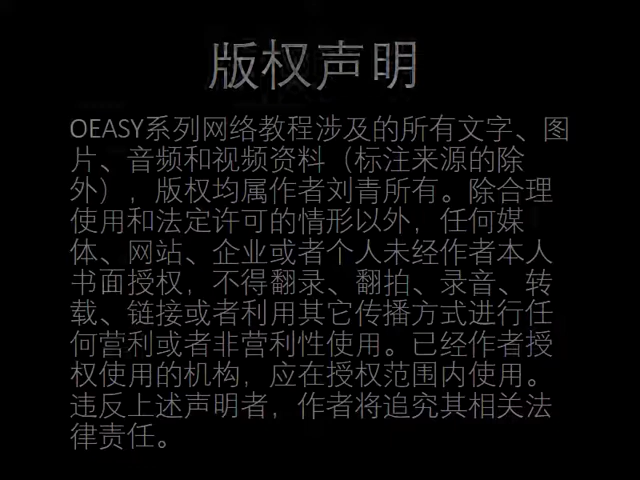 版权声明
OEASY系列网络教程涉及的所有文字、图
片、音频和视频资料（标注来源的除
外），版权均属作者刘青所有。除合理
使用和法定许可的情形以外，任何媒
体、网站、企业或者个人未经作者本人
书面授权，不得翻录、翻拍、录音、转
载、链接或者利用其它传播方式进行任
何营利或者非营利性使用。已经作者授
权使用的机构，应在授权范围内使用。
违反上述声明者，作者将追究其相关法
律责任。